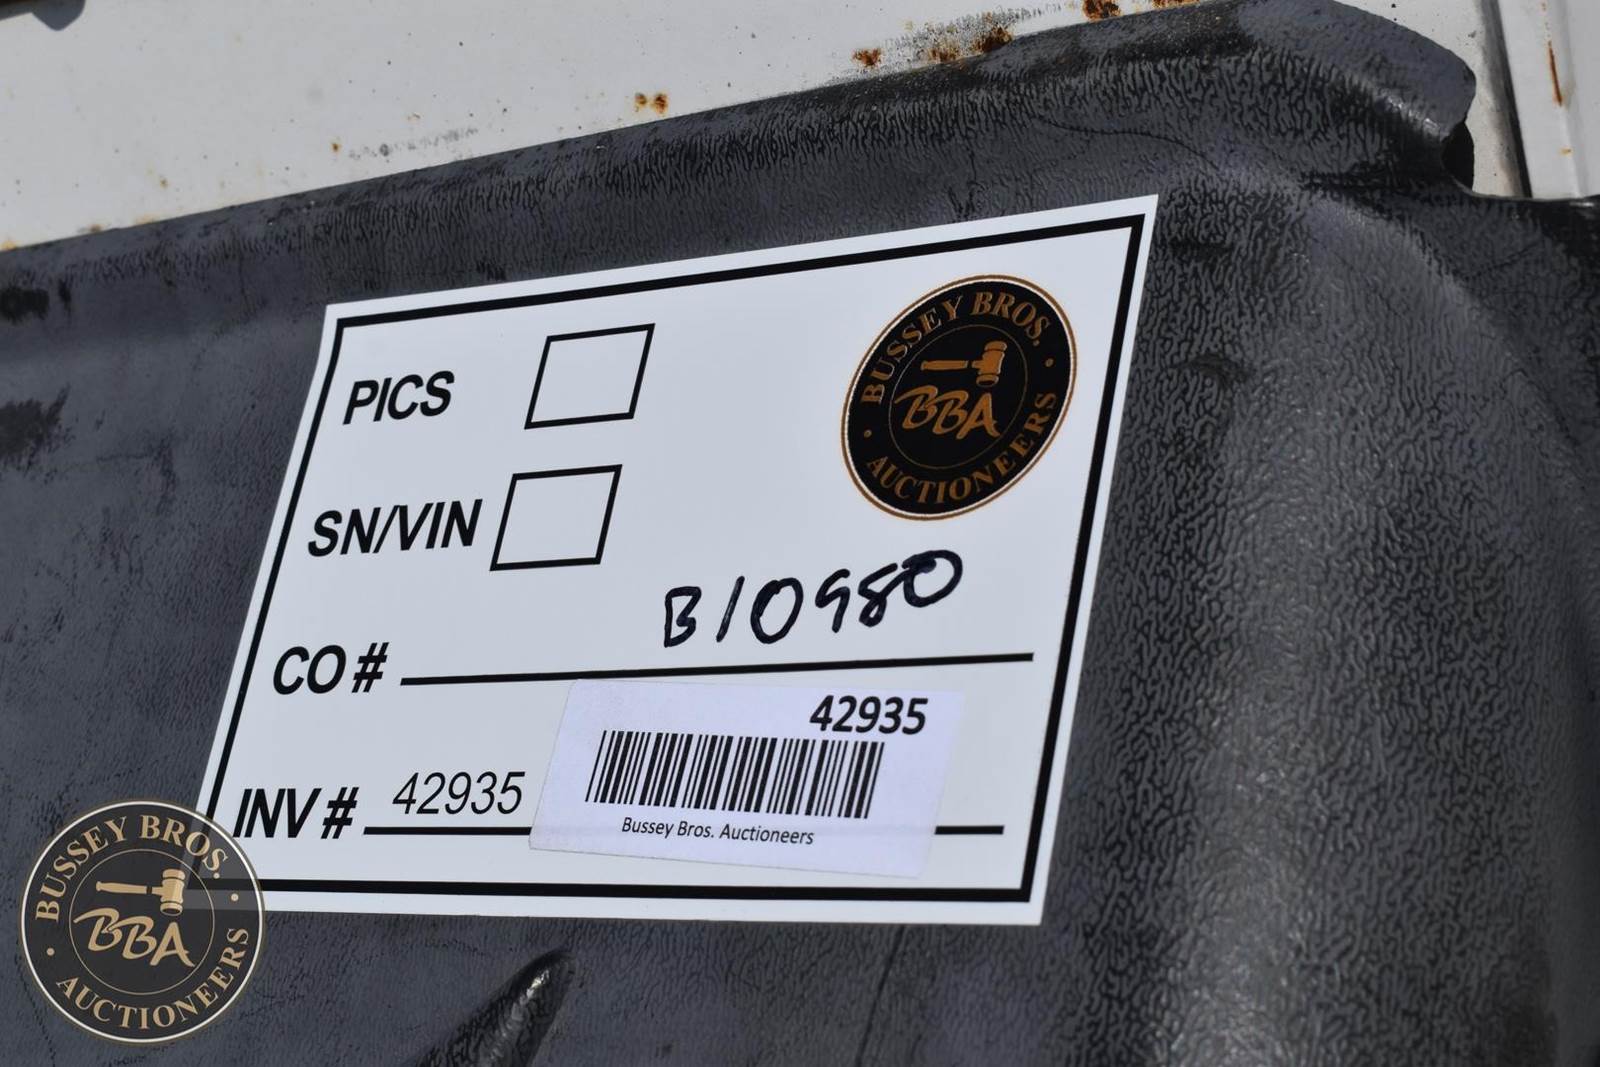 BUSSEY BROS.
BBA
AUCTIONEERS
PICS
SN/VIN
CO # B10980
42935
INV # 42935
Bussey Bros. Auctioneers
BUSSEY BROS.
BBA
AUCTIONEERS